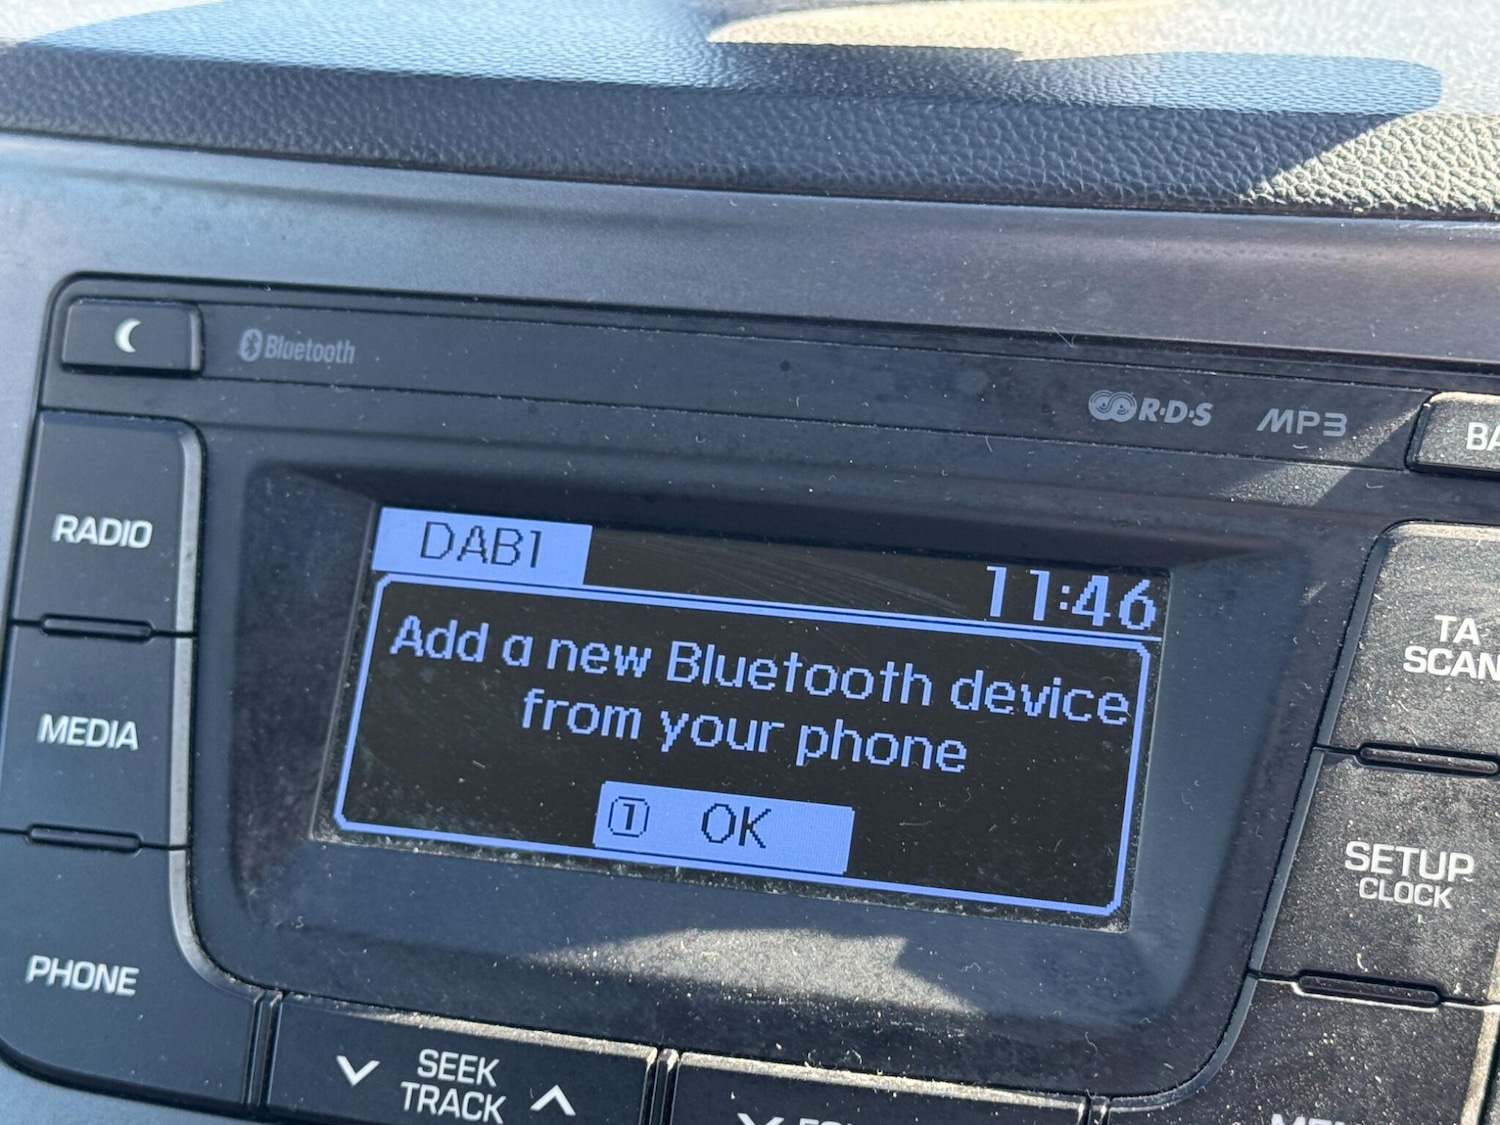 Bluetooth
R·D·S
MP3
RADIO
MEDIA
PHONE
DAB1
11:46
Add a new Bluetooth device
from your phone
1 OK
TA
SCAN
SETUP
CLOCK
SEEK
TRACK